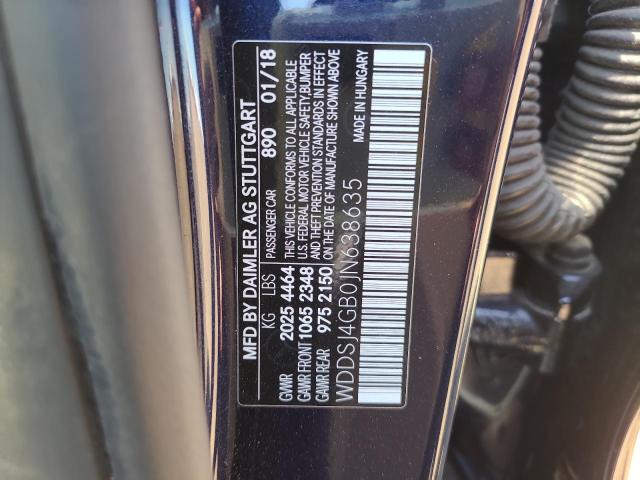 MFD BY DAIMLER AG STUTTGART
KG LBS PASSENGER CAR 890 01/18
GVWR 2025 4464 THIS VEHICLE CONFORMS TO ALL APPLICABLE
GAWR FRONT 1065 2348 U.S. FEDERAL MOTOR VEHICLE SAFETY,BUMPER
GAWR REAR 975 2150 AND THEFT PREVENTION STANDARDS IN EFFECT
ON THE DATE OF MANUFACTURE SHOWN ABOVE
WDDSJ4GB0JN638635 MADE IN HUNGARY